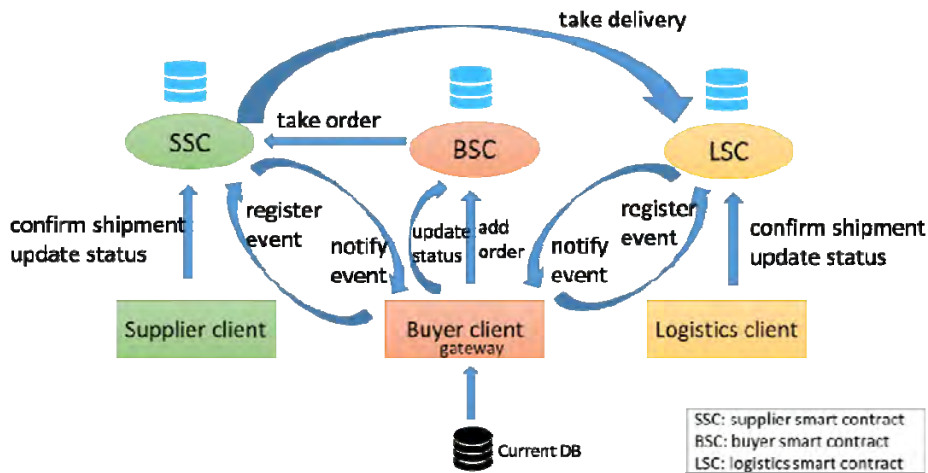 take delivery
take order
SSC
BSC
LSC
confirm shipment
update status
register
event
notify
event
update
status
add
order
notify
event
register
event
confirm shipment
update status
Supplier client
Buyer client
gateway
Logistics client
Current DB
SSC: supplier smart contract
BSC: buyer smart contract
LSC: logistics smart contract